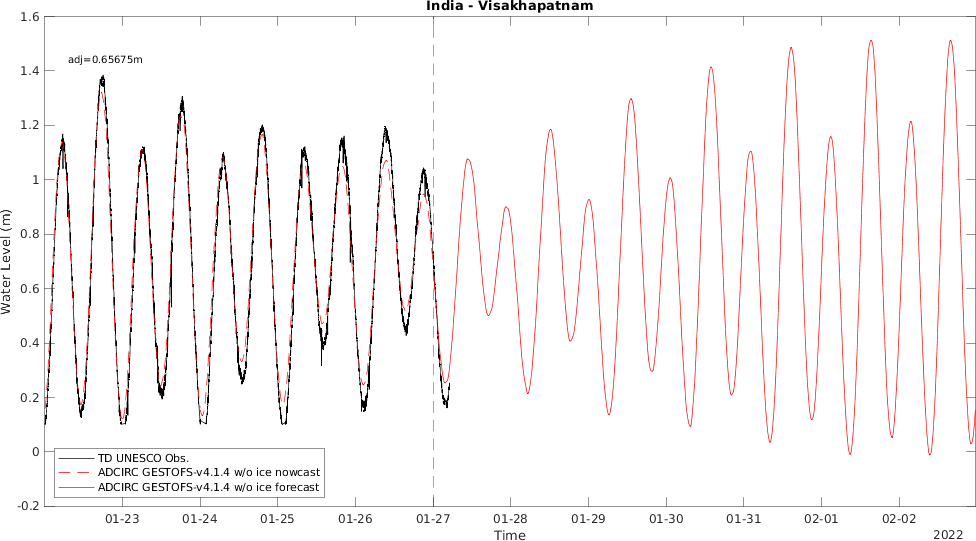 India - Visakhapatnam
adj=0.65675m
1.6
1.4
1.2
1
0.8
0.6
0.4
0.2
0
-0.2
Water Level (m)
TD UNESCO Obs.
ADCIRC GESTOFS-v4.1.4 w/o ice nowcast
ADCIRC GESTOFS-v4.1.4 w/o ice forecast
01-23 01-24 01-25 01-26 01-27 01-28 01-29 01-30 01-31 02-01 02-02
Time
2022